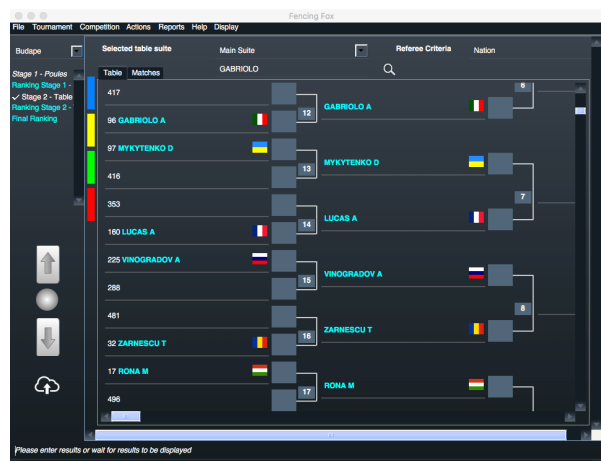 Fencing Fox
File Tournament Competition Actions Reports Help Display
Budape
Selected table suite Main Suite Referee Criteria Nation
GABRIOLO
Table Matches
Stage 1 - Poules
Ranking Stage 1 -
✓ Stage 2 - Table
Ranking Stage 2 -
Final Ranking
417
6
12 GABRIOLO A
96 GABRIOLO A
97 MYKYTENKO D
13 MYKYTENKO D
416
7
353
14 LUCAS A
160 LUCAS A
225 VINOGRADOV A
15 VINOGRADOV A
288
8
481
16 ZARNESCU T
32 ZARNESCU T
17 RONA M
17 RONA M
496
Please enter results or wait for results to be displayed